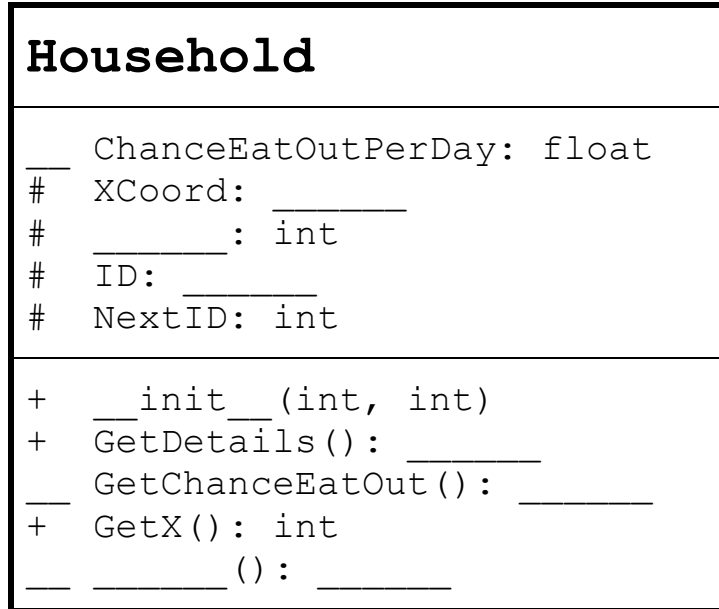 Household
__ ChanceEatOutPerDay: float
# XCoord: ______
# ______: int
# ID: ______
# NextID: int
+ __init__(int, int)
+ GetDetails(): ______
__ GetChanceEatOut(): ______
+ GetX(): int
__ ______(): ______